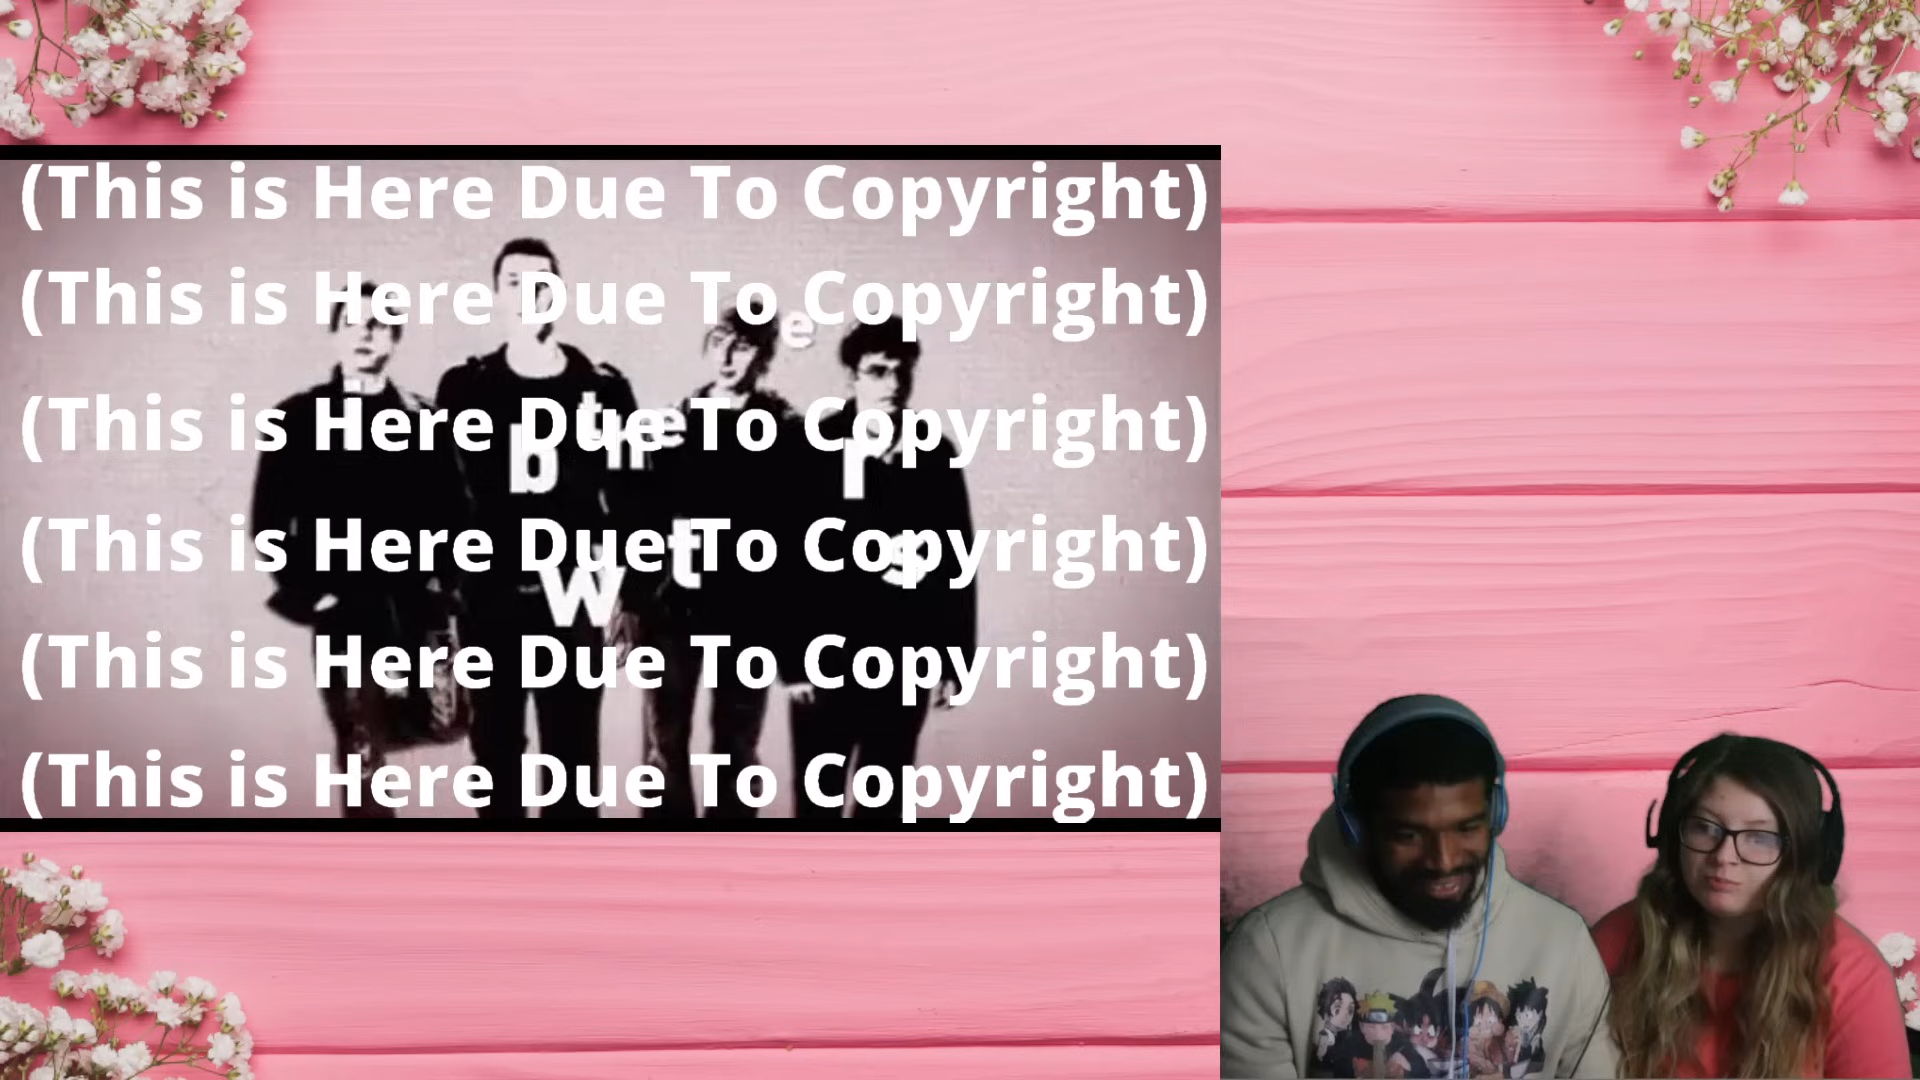 (This is Here Due To Copyright)
(This is Here Due To Copyright)
e
(This is Here Due To Copyright)
the
b r
(This is Here Due To Copyright)
w t s
(This is Here Due To Copyright)
(This is Here Due To Copyright)